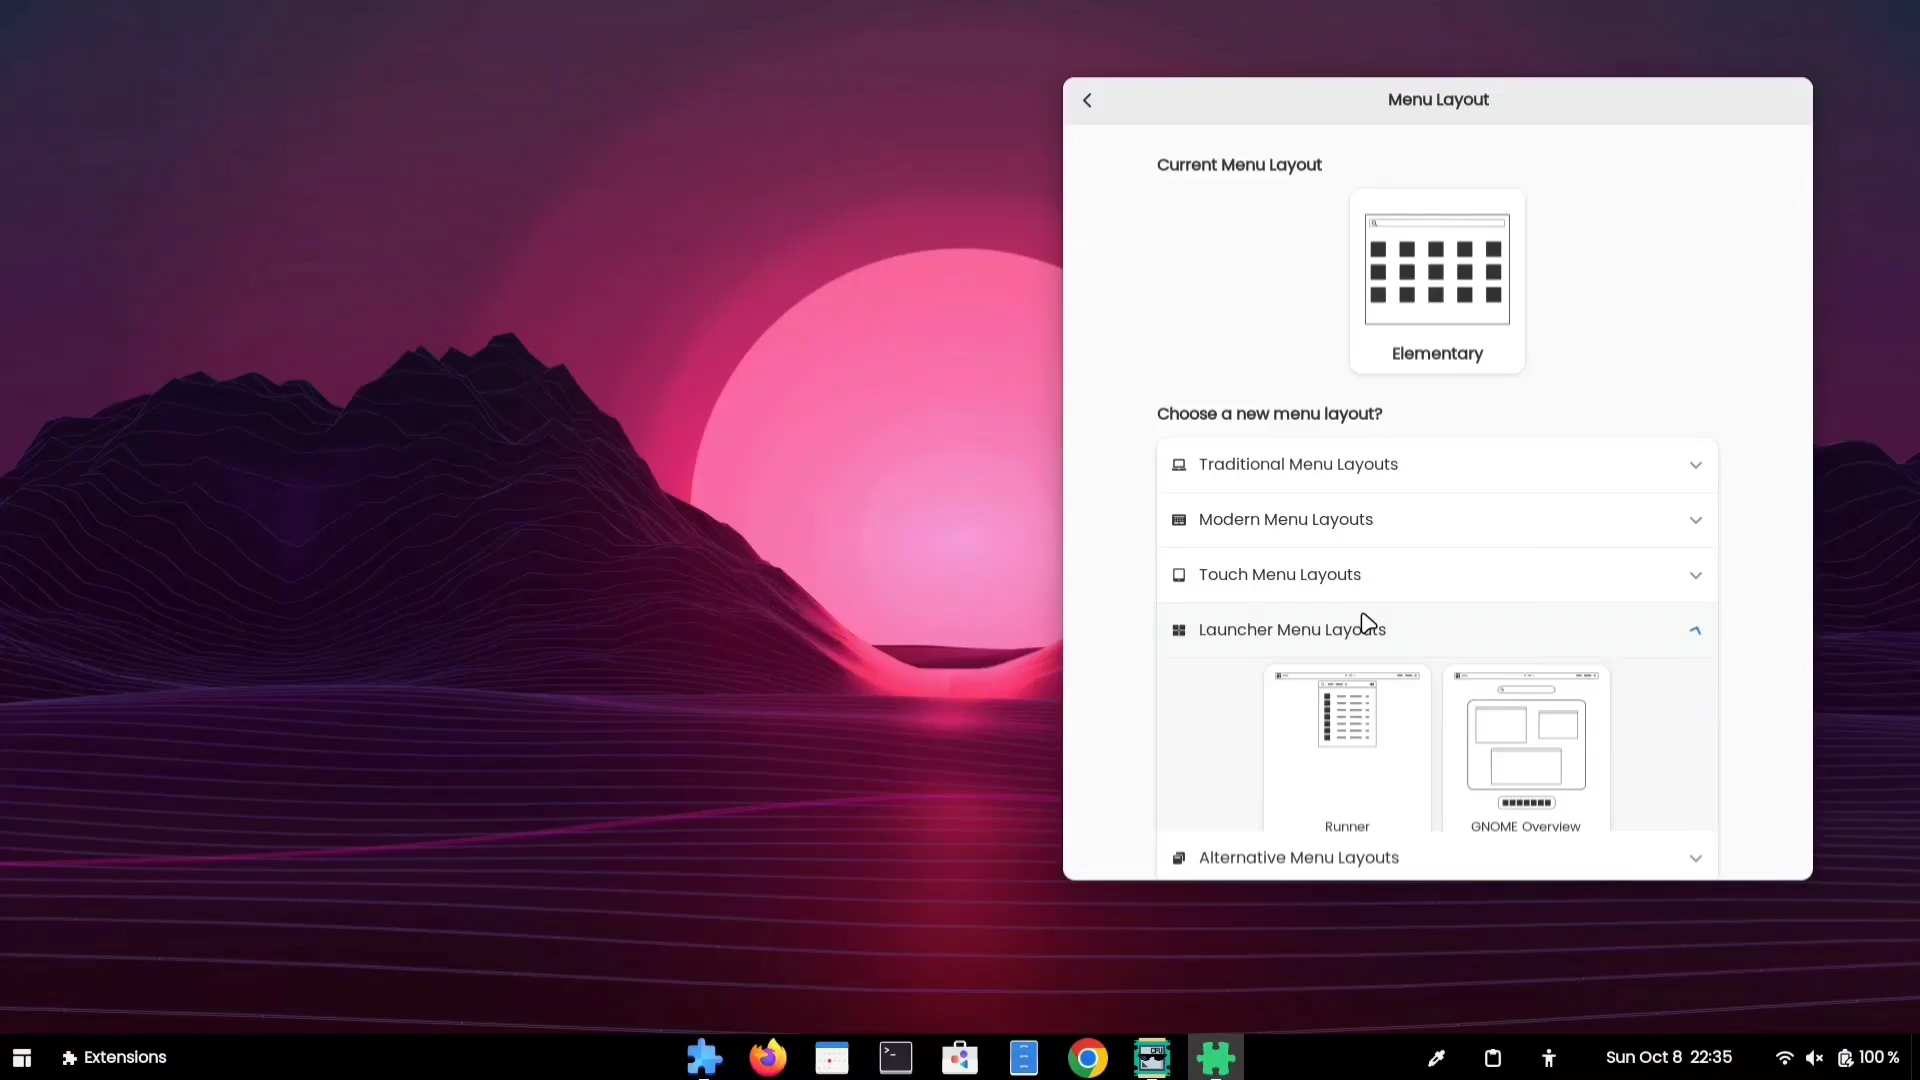 Menu Layout
Current Menu Layout
Elementary
Choose a new menu layout?
Traditional Menu Layouts
Modern Menu Layouts
Touch Menu Layouts
Launcher Menu Layouts
Runner
GNOME Overview
Alternative Menu Layouts
Extensions
>_
CPU
Sun Oct 8 22:35
100 %